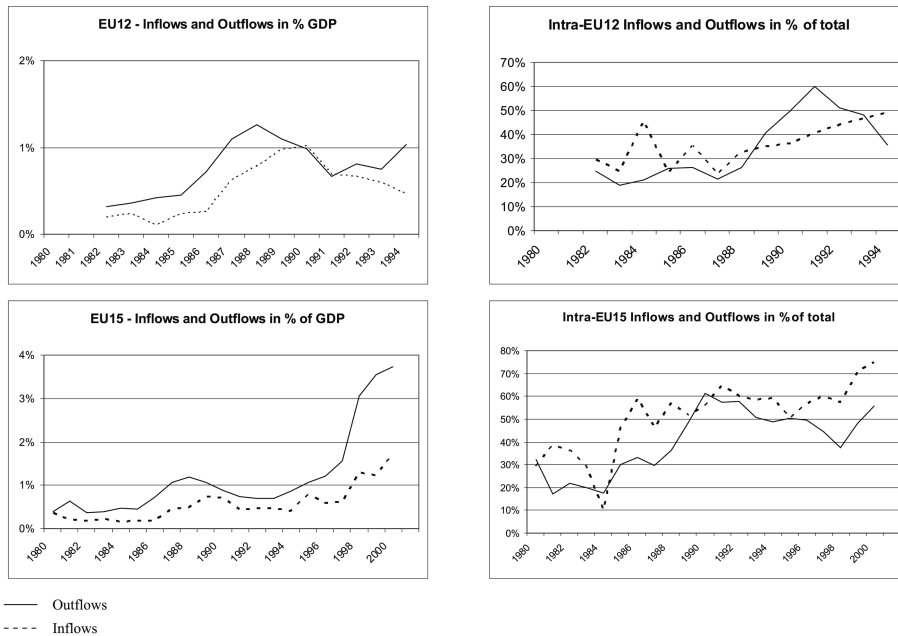 EU12 - Inflows and Outflows in % GDP
2%
1%
0%
1980 1981 1982 1983 1984 1985 1986 1987 1988 1989 1990 1991 1992 1993 1994
Intra-EU12 Inflows and Outflows in % of total
70%
60%
50%
40%
30%
20%
10%
0%
1980 1982 1984 1986 1988 1990 1992 1994
EU15 - Inflows and Outflows in % of GDP
4%
3%
2%
1%
0%
1980 1982 1984 1986 1988 1990 1992 1994 1996 1998 2000
Intra-EU15 Inflows and Outflows in % of total
80%
70%
60%
50%
40%
30%
20%
10%
0%
1980 1982 1984 1986 1988 1990 1992 1994 1996 1998 2000
Outflows
Inflows